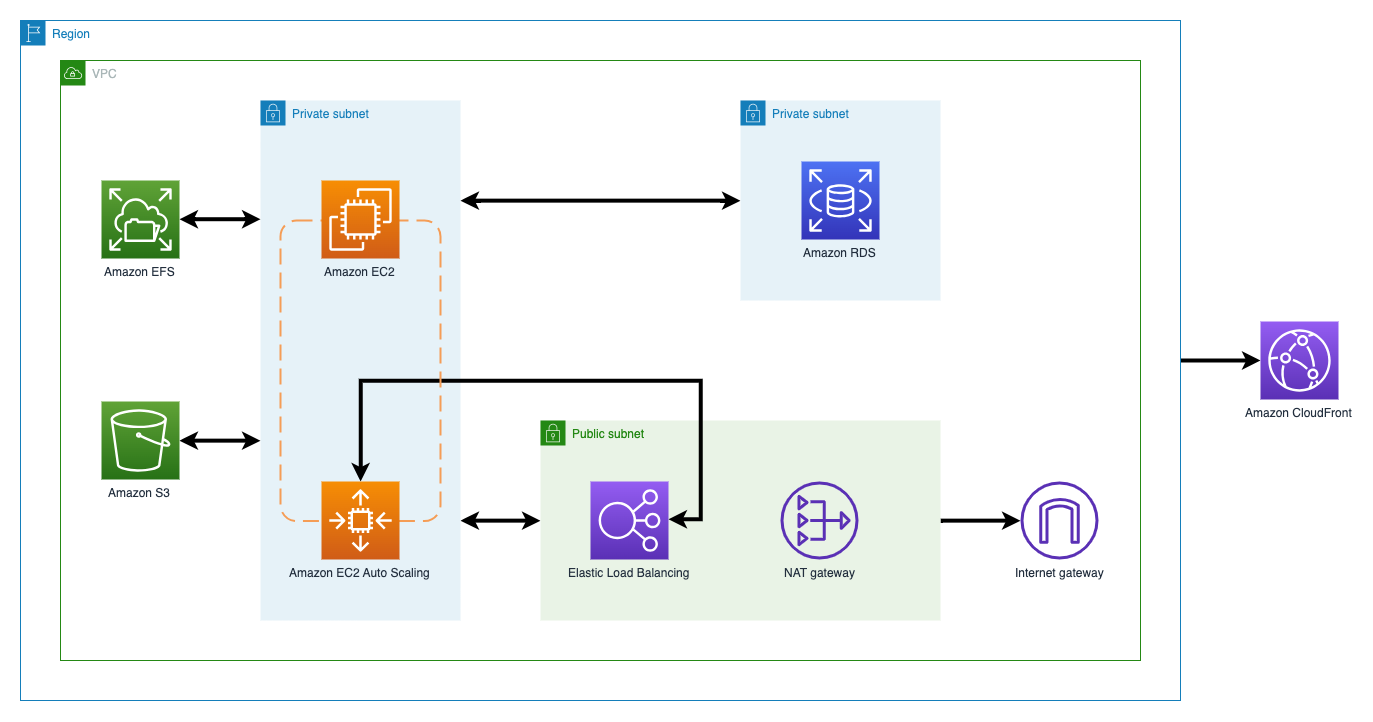 Region
VPC
Private subnet
Private subnet
Amazon EFS
Amazon EC2
Amazon RDS
Amazon CloudFront
Public subnet
Amazon S3
Amazon EC2 Auto Scaling
Elastic Load Balancing
NAT gateway
Internet gateway